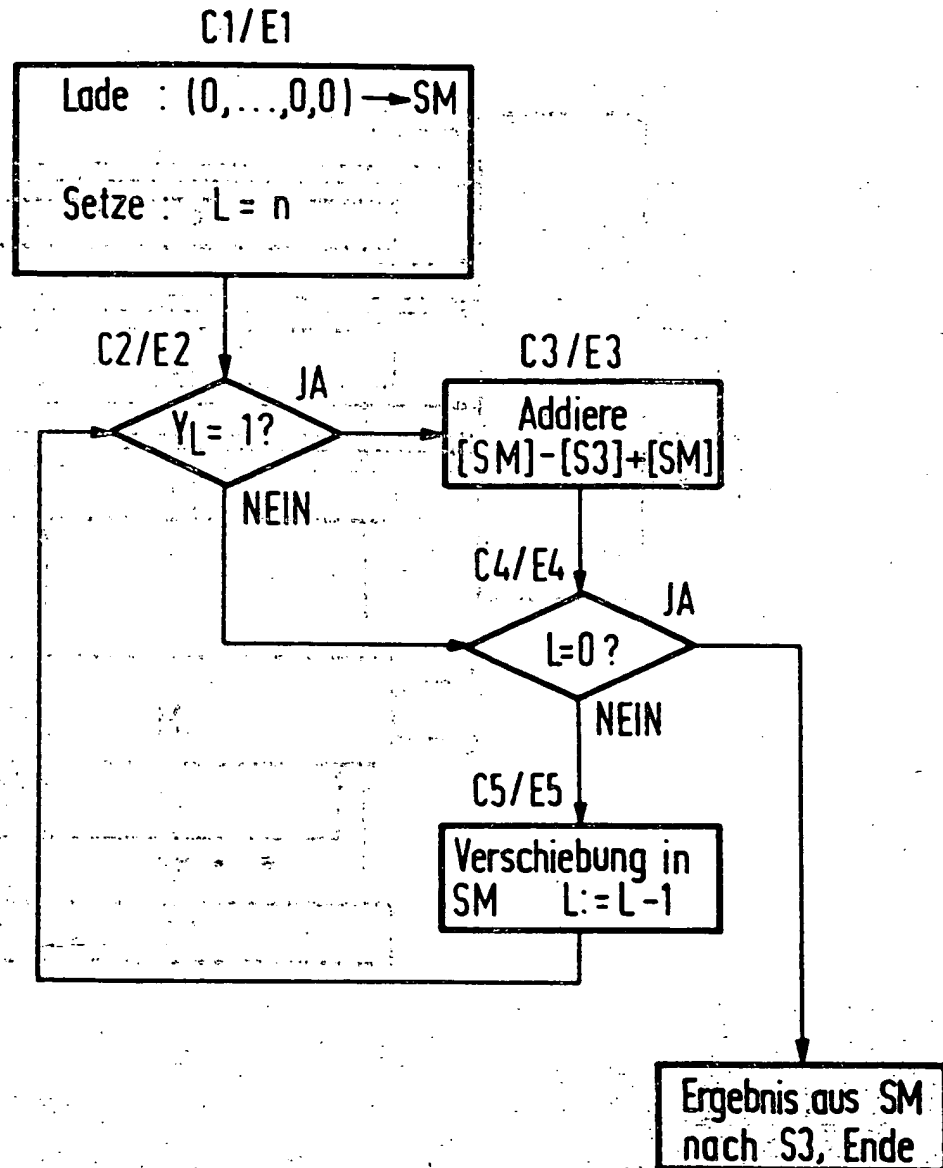 C1/E1
Lade : (0,...,0,0) → SM
Setze : L = n
C2/E2
JA
Y_L = 1?
NEIN
C3/E3
Addiere
[SM]-[S3]+[SM]
C4/E4
JA
L=0?
NEIN
C5/E5
Verschiebung in
SM L:=L-1
Ergebnis aus SM
nach S3, Ende